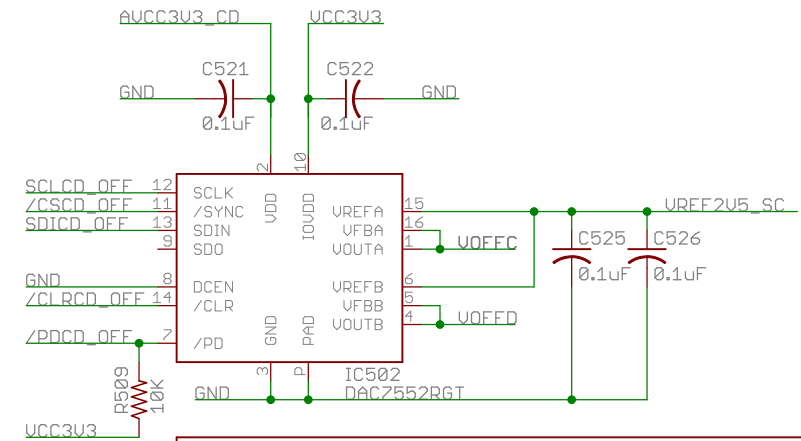 AVCC3V3_CD VCC3V3
C521 C522
GND GND
0.1uF 0.1uF
2 10
SCLCD_OFF 12 SCLK VDD IOVDD
/CSCD_OFF 11 /SYNC VREFA 15 VREF2V5_SC
SDICD_OFF 13 SDIN VFBA 16
9 SDO VOUTA 1 VOFFC C525 C526
0.1uF 0.1uF
GND 8 DCEN VREFB 6
/CLRCD_OFF 14 /CLR VFBB 5
VOUTB 4 VOFFD
/PDCD_OFF 7 /PD GND PAD
3 P IC502
GND DAC7552RGT
R509 10K
VCC3V3